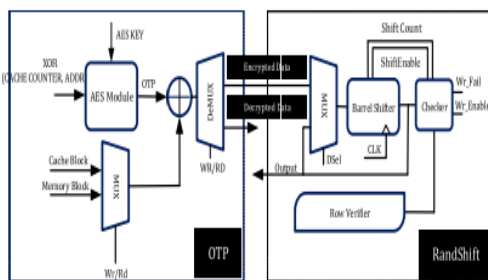 AES KEY
XOR
(CACHE COUNTER, ADDR
AES Module
OTP
DeMUX
WR/RD
Cache Block
Memory Block
MUX
Wr/Rd
OTP
Encrypted Data
Decrypted Data
Shift Count
ShiftEnable
MUX
Barrel Shifter
Checker
Wr_Fail
Wr_Enable
CLK
DSel
Output
Row Verifier
RandShift